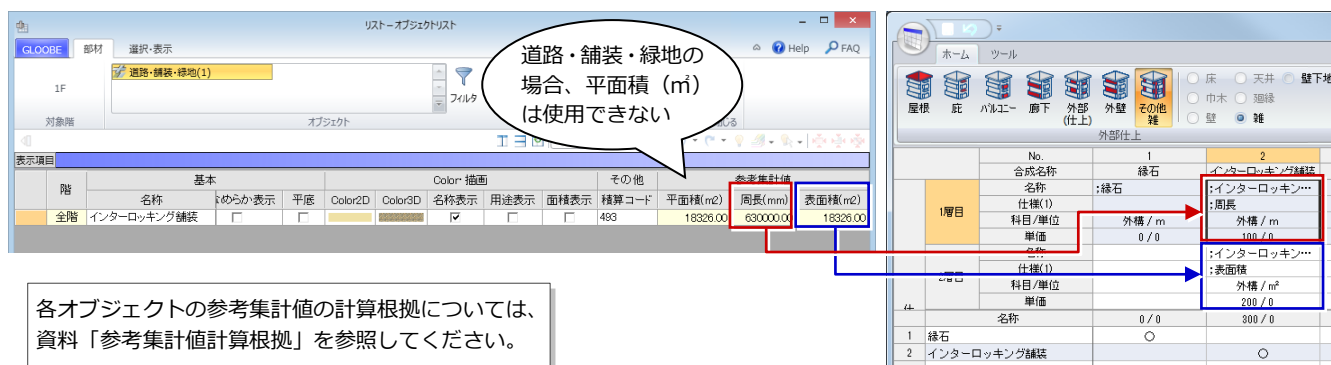 リストーオブジェクトリスト
GLOOBE 部材 選択・表示
Help FAQ
道路・舗装・緑地(1)
1F
フィルタ
対象階 オブジェクト
道路・舗装・緑地の
場合、平面積（㎡）
は使用できない
表示項目
階 基本 Color・描画 その他 参考集計値
名称 なめらか表示 平底 Color2D Color3D 名称表示 用途表示 面積表示 積算コード 平面積(m2) 周長(mm) 表面積(m2)
全階 インターロッキング舗装 493 18326.00 630000.00 18326.00
各オブジェクトの参考集計値の計算根拠については、
資料「参考集計値計算根拠」を参照してください。
ホーム ツール
屋根 庇 バルコニー 廊下 外部(仕上) 外壁 その他雑
床 天井 壁下地
巾木 廻縁
壁 雑
外部仕上
No. 1 2
合成名称 縁石 インターロッキング舗装
1層目 名称 ;縁石 ;インターロッキン…
仕様(1) ;周長
科目/単位 外構 / m 外構 / m
単価 0 / 0 100 / 0
名称 ;インターロッキン…
仕様(1) ;表面積
科目/単位 外構 / ㎡
単価 200 / 0
名称 0 / 0 300 / 0
1 縁石 ○
2 インターロッキング舗装 ○